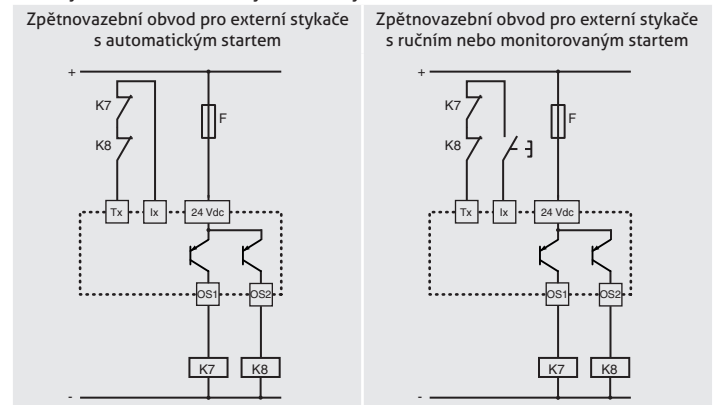 Zpětnovazební obvod pro externí stykače
s automatickým startem
+
K7
K8
F
Tx
Ix
24 Vdc
OS1
OS2
K7
K8
-
Zpětnovazební obvod pro externí stykače
s ručním nebo monitorovaným startem
+
K7
K8
F
Tx
Ix
24 Vdc
OS1
OS2
K7
K8
-